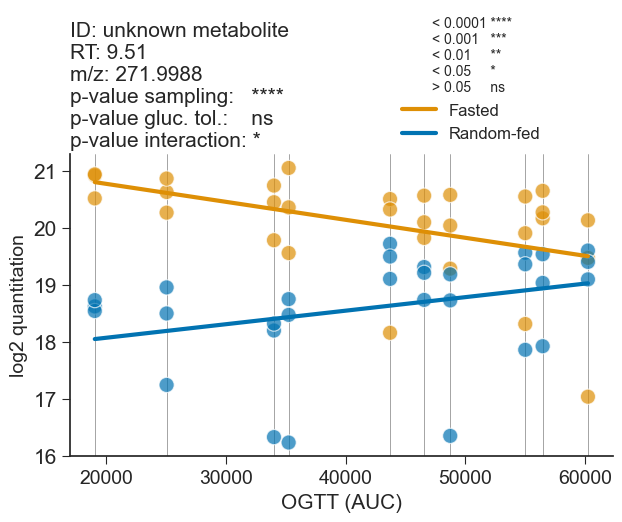 ID: unknown metabolite
RT: 9.51
m/z: 271.9988
p-value sampling: ****
p-value gluc. tol.: ns
p-value interaction: *
< 0.0001 ****
< 0.001 ***
< 0.01 **
< 0.05 *
> 0.05 ns
Fasted
Random-fed
21
20
19
18
17
16
log2 quantitation
20000 30000 40000 50000 60000
OGTT (AUC)